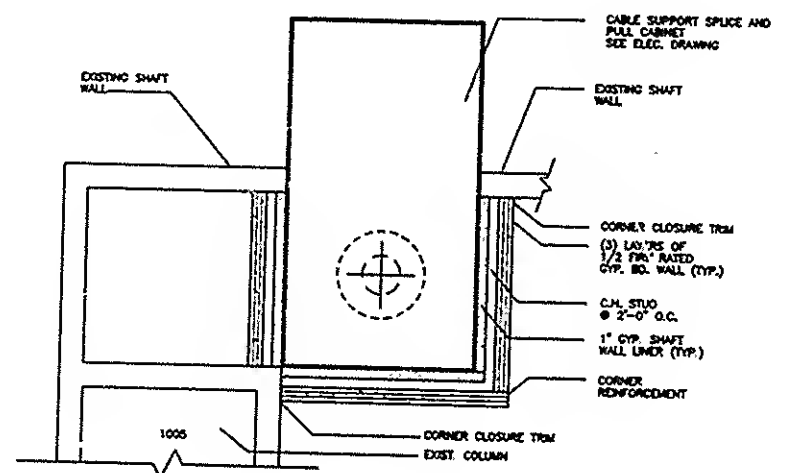 CABLE SUPPORT SPLICE AND
PULL CABINET
SEE ELEC. DRAWING
EXISTING SHAFT
WALL
EXISTING SHAFT
WALL
CORNER CLOSURE TRIM
(3) LAYERS OF
1/2 FIRE RATED
GYP. BD. WALL (TYP.)
C.H. STUD
@ 2'-0" O.C.
1" GYP. SHAFT
WALL LINER (TYP.)
CORNER
REINFORCEMENT
1005
CORNER CLOSURE TRIM
EXIST. COLUMN